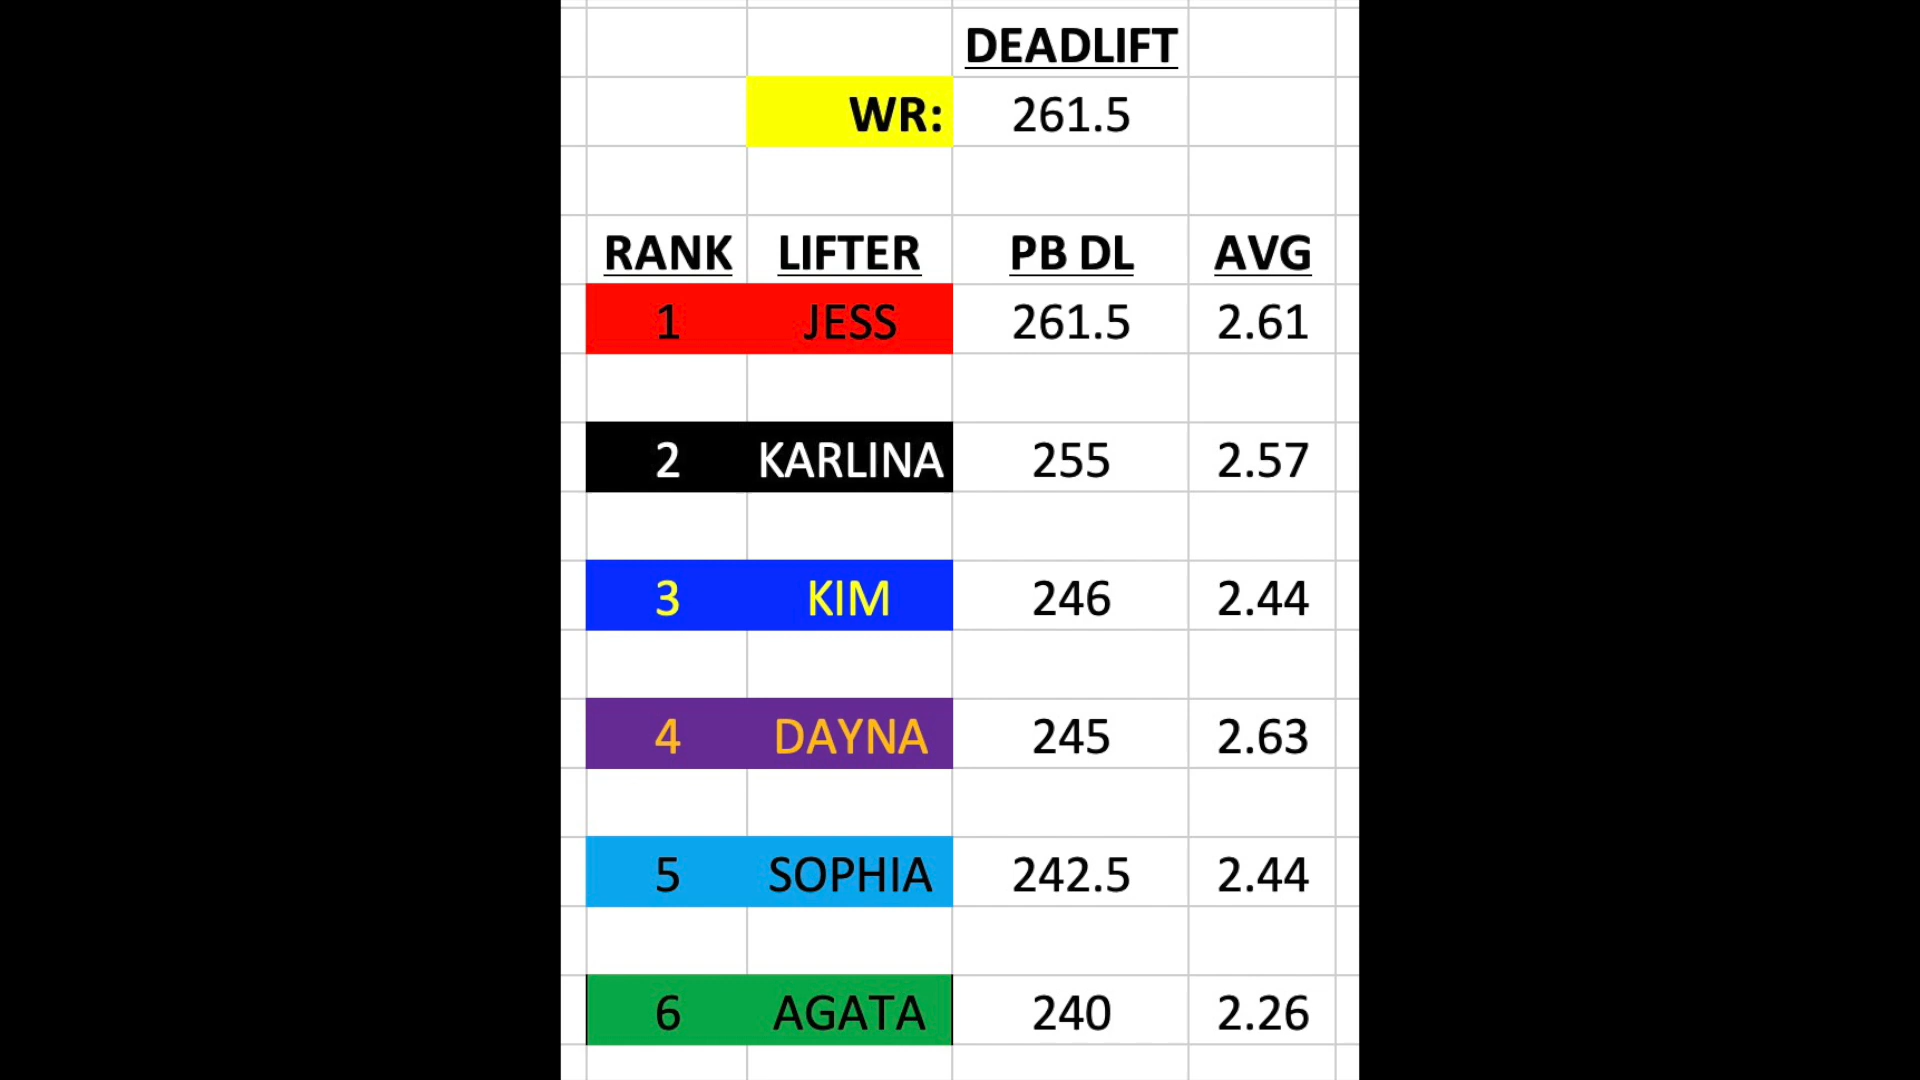 DEADLIFT
WR: 261.5
RANK LIFTER PB DL AVG
1 JESS 261.5 2.61
2 KARLINA 255 2.57
3 KIM 246 2.44
4 DAYNA 245 2.63
5 SOPHIA 242.5 2.44
6 AGATA 240 2.26